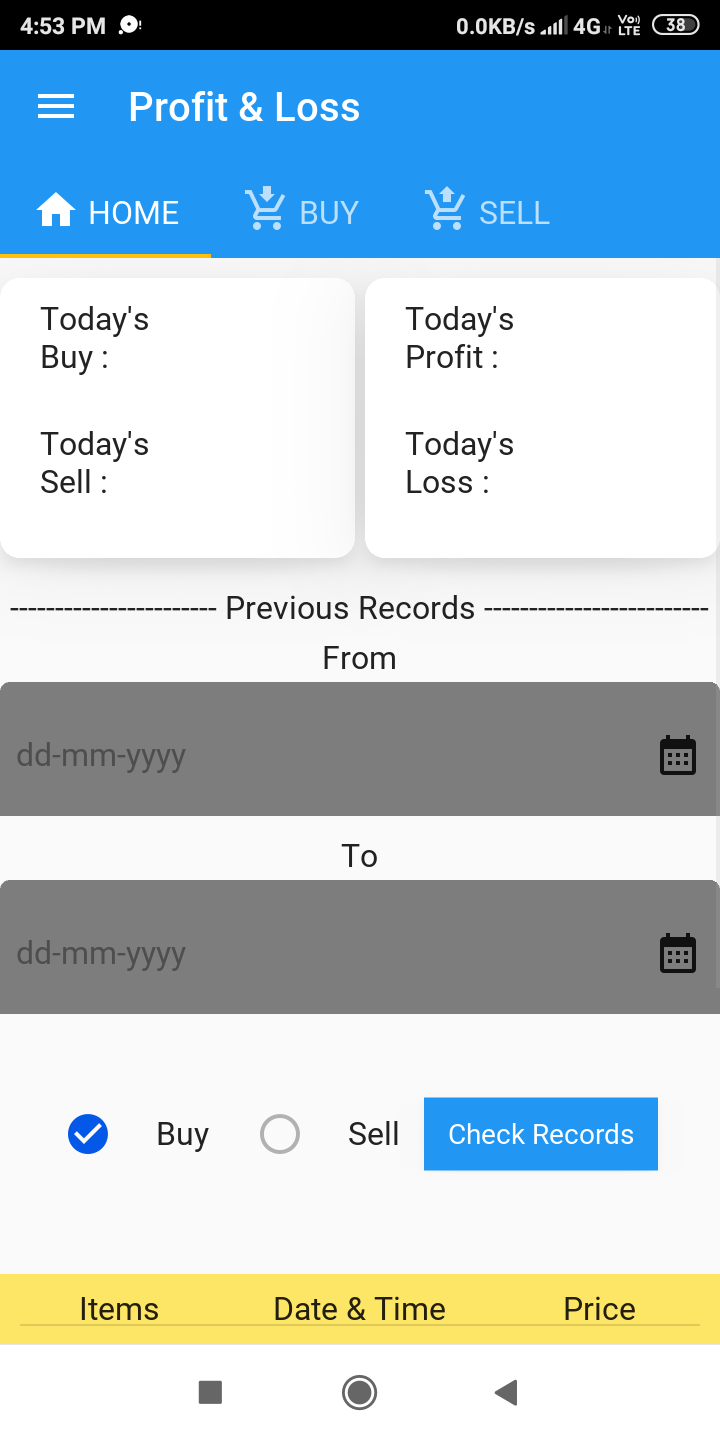 4:53 PM 0.0KB/s 4G Vo LTE 38
Profit & Loss
HOME BUY SELL
Today's
Buy :
Today's
Sell :
Today's
Profit :
Today's
Loss :
----------------------- Previous Records -------------------------
From
dd-mm-yyyy
To
dd-mm-yyyy
Buy Sell Check Records
Items Date & Time Price